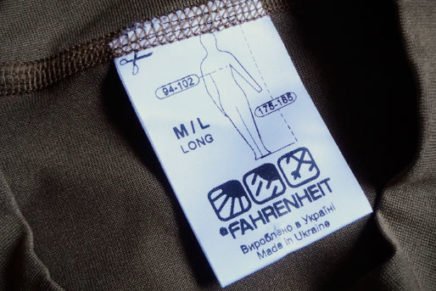 94-102
175-185
M/L
LONG
°FAHRENHEIT
Вироблено в Україні
Made in Ukraine